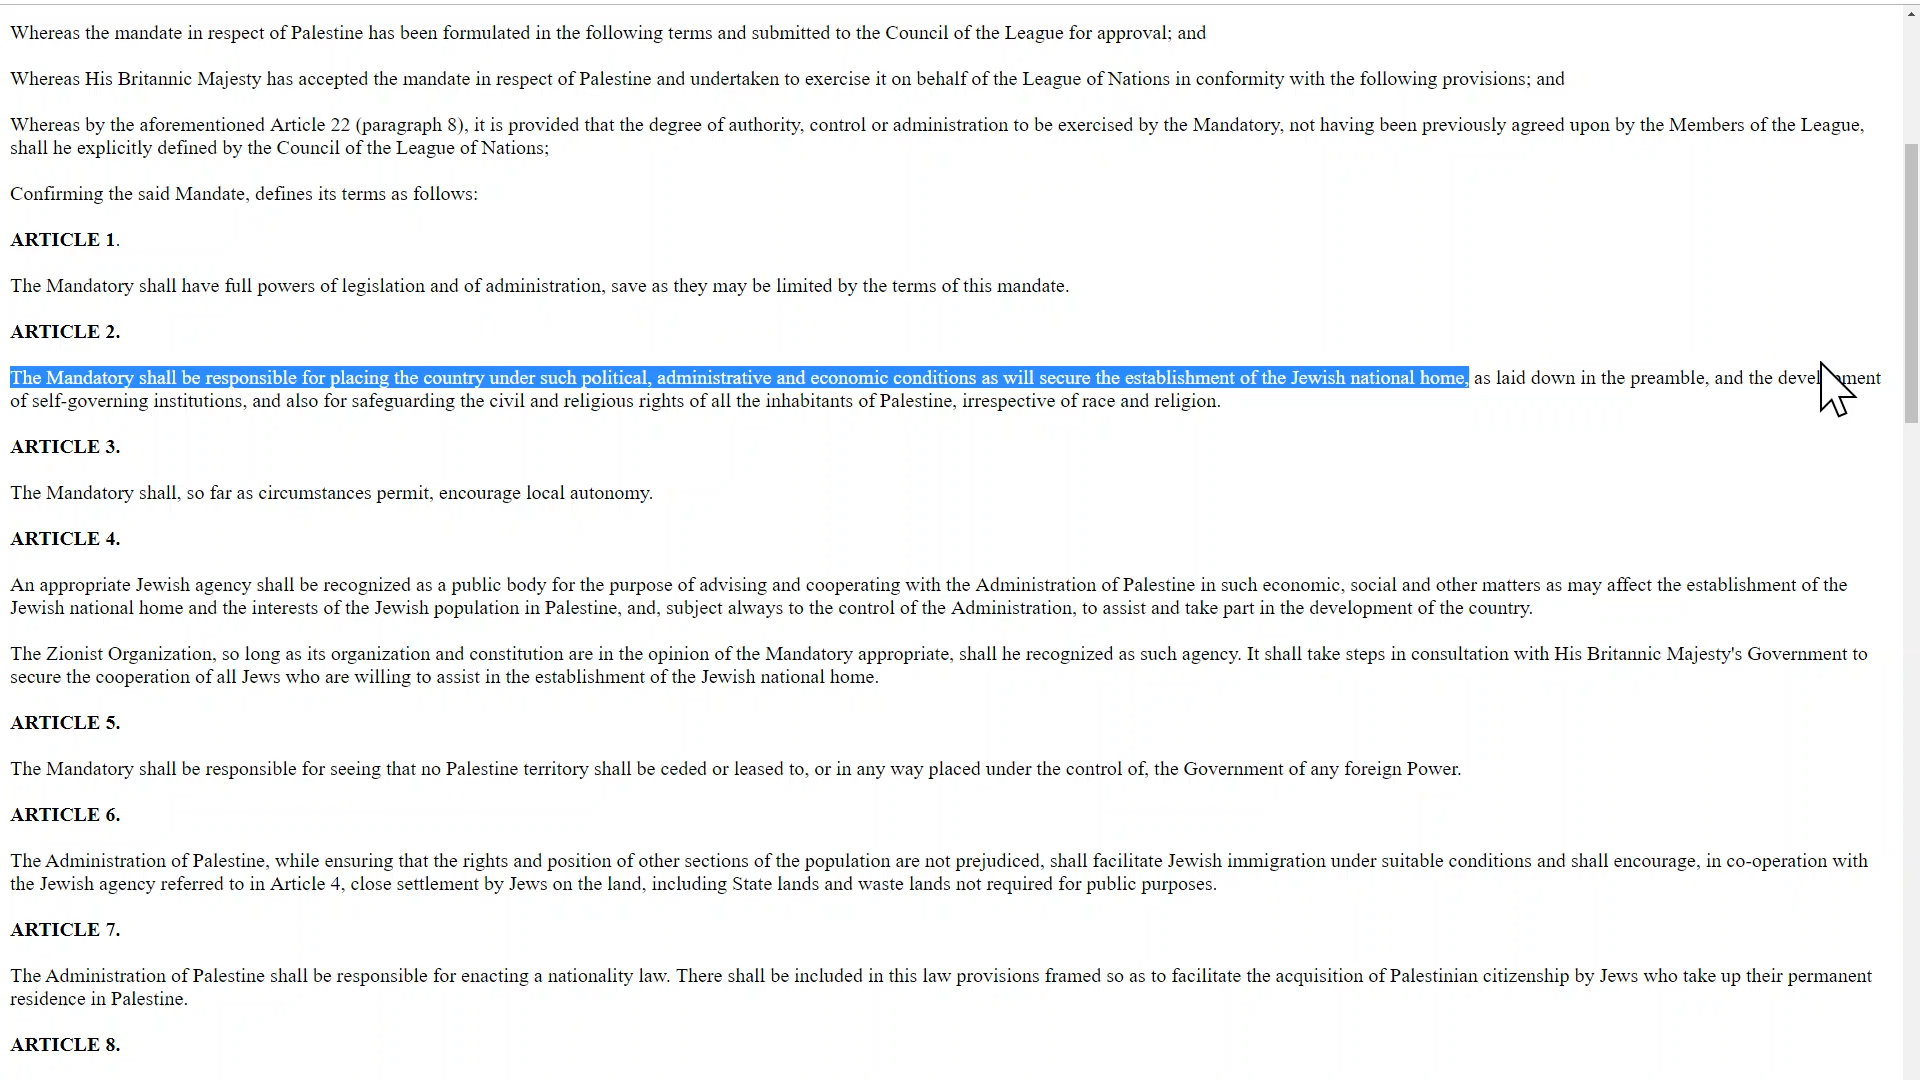 Whereas the mandate in respect of Palestine has been formulated in the following terms and submitted to the Council of the League for approval; and
Whereas His Britannic Majesty has accepted the mandate in respect of Palestine and undertaken to exercise it on behalf of the League of Nations in conformity with the following provisions; and
Whereas by the aforementioned Article 22 (paragraph 8), it is provided that the degree of authority, control or administration to be exercised by the Mandatory, not having been previously agreed upon by the Members of the League,
shall he explicitly defined by the Council of the League of Nations;
Confirming the said Mandate, defines its terms as follows:
ARTICLE 1.
The Mandatory shall have full powers of legislation and of administration, save as they may be limited by the terms of this mandate.
ARTICLE 2.
The Mandatory shall be responsible for placing the country under such political, administrative and economic conditions as will secure the establishment of the Jewish national home, as laid down in the preamble, and the development
of self-governing institutions, and also for safeguarding the civil and religious rights of all the inhabitants of Palestine, irrespective of race and religion.
ARTICLE 3.
The Mandatory shall, so far as circumstances permit, encourage local autonomy.
ARTICLE 4.
An appropriate Jewish agency shall be recognized as a public body for the purpose of advising and cooperating with the Administration of Palestine in such economic, social and other matters as may affect the establishment of the
Jewish national home and the interests of the Jewish population in Palestine, and, subject always to the control of the Administration, to assist and take part in the development of the country.
The Zionist Organization, so long as its organization and constitution are in the opinion of the Mandatory appropriate, shall he recognized as such agency. It shall take steps in consultation with His Britannic Majesty's Government to
secure the cooperation of all Jews who are willing to assist in the establishment of the Jewish national home.
ARTICLE 5.
The Mandatory shall be responsible for seeing that no Palestine territory shall be ceded or leased to, or in any way placed under the control of, the Government of any foreign Power.
ARTICLE 6.
The Administration of Palestine, while ensuring that the rights and position of other sections of the population are not prejudiced, shall facilitate Jewish immigration under suitable conditions and shall encourage, in co-operation with
the Jewish agency referred to in Article 4, close settlement by Jews on the land, including State lands and waste lands not required for public purposes.
ARTICLE 7.
The Administration of Palestine shall be responsible for enacting a nationality law. There shall be included in this law provisions framed so as to facilitate the acquisition of Palestinian citizenship by Jews who take up their permanent
residence in Palestine.
ARTICLE 8.